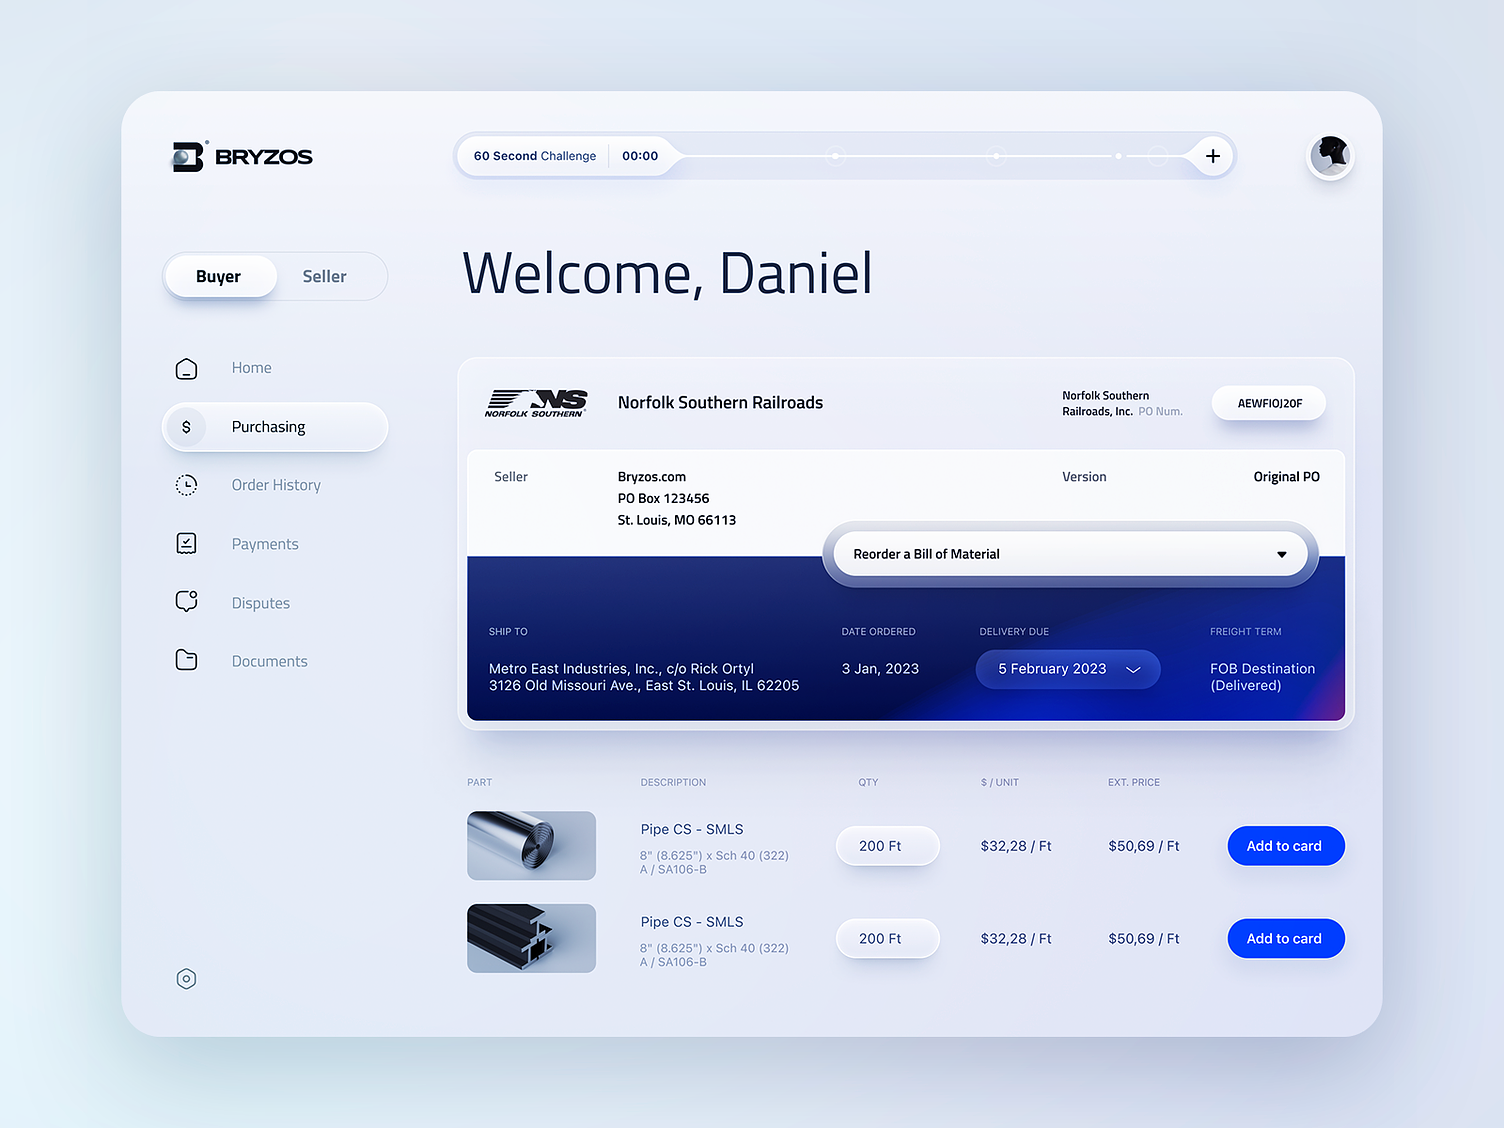 BRYZOS
60 Second Challenge 00:00
Welcome, Daniel
Buyer Seller
Home
Purchasing
$
Order History
Payments
Disputes
Documents
NS
NORFOLK SOUTHERN
Norfolk Southern Railroads
Norfolk Southern
Railroads, Inc. PO Num.
AEWFIOJ20F
Seller
Bryzos.com
PO Box 123456
St. Louis, MO 66113
Version
Original PO
Reorder a Bill of Material
SHIP TO
Metro East Industries, Inc., c/o Rick Ortyl
3126 Old Missouri Ave., East St. Louis, IL 62205
DATE ORDERED
3 Jan, 2023
DELIVERY DUE
5 February 2023
FREIGHT TERM
FOB Destination
(Delivered)
PART DESCRIPTION QTY $ / UNIT EXT. PRICE
Pipe CS - SMLS
8" (8.625") x Sch 40 (322)
A / SA106-B
200 Ft
$32,28 / Ft
$50,69 / Ft
Add to card
Pipe CS - SMLS
8" (8.625") x Sch 40 (322)
A / SA106-B
200 Ft
$32,28 / Ft
$50,69 / Ft
Add to card